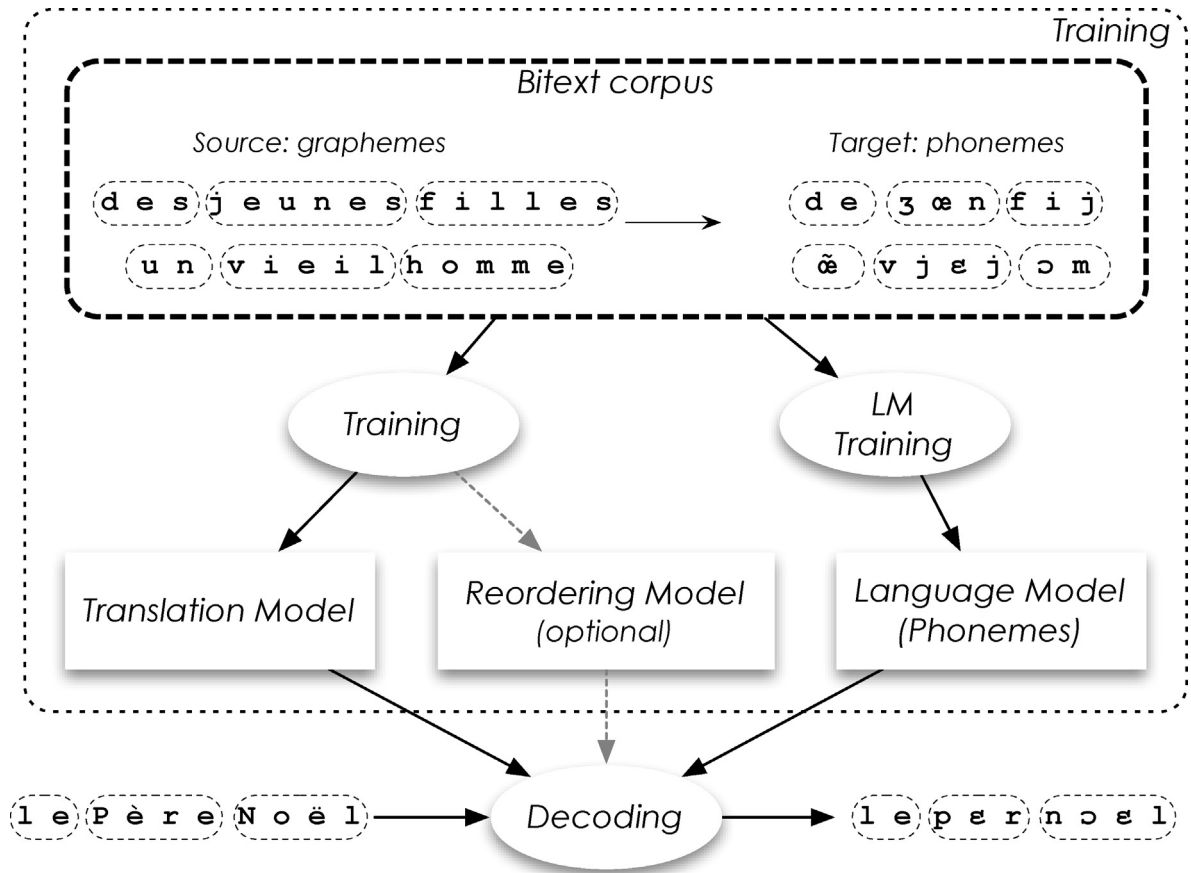 Training
Bitext corpus
Source: graphemes
Target: phonemes
d e s j e u n e s f i l l e s
d e ʒ œ n f i j
u n v i e i l h o m m e
œ̃ v j ɛ j ɔ m
Training
LM
Training
Translation Model
Reordering Model
(optional)
Language Model
(Phonemes)
l e P è r e N o ë l
Decoding
l e p ɛ r n ɔ ɛ l